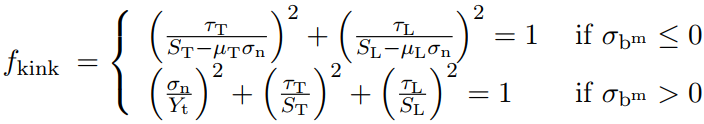 f_kink = { (τ_T / (S_T − μ_T σ_n))² + (τ_L / (S_L − μ_L σ_n))² = 1 if σ_{b^m} ≤ 0
(σ_n / Y_t)² + (τ_T / S_T)² + (τ_L / S_L)² = 1 if σ_{b^m} > 0